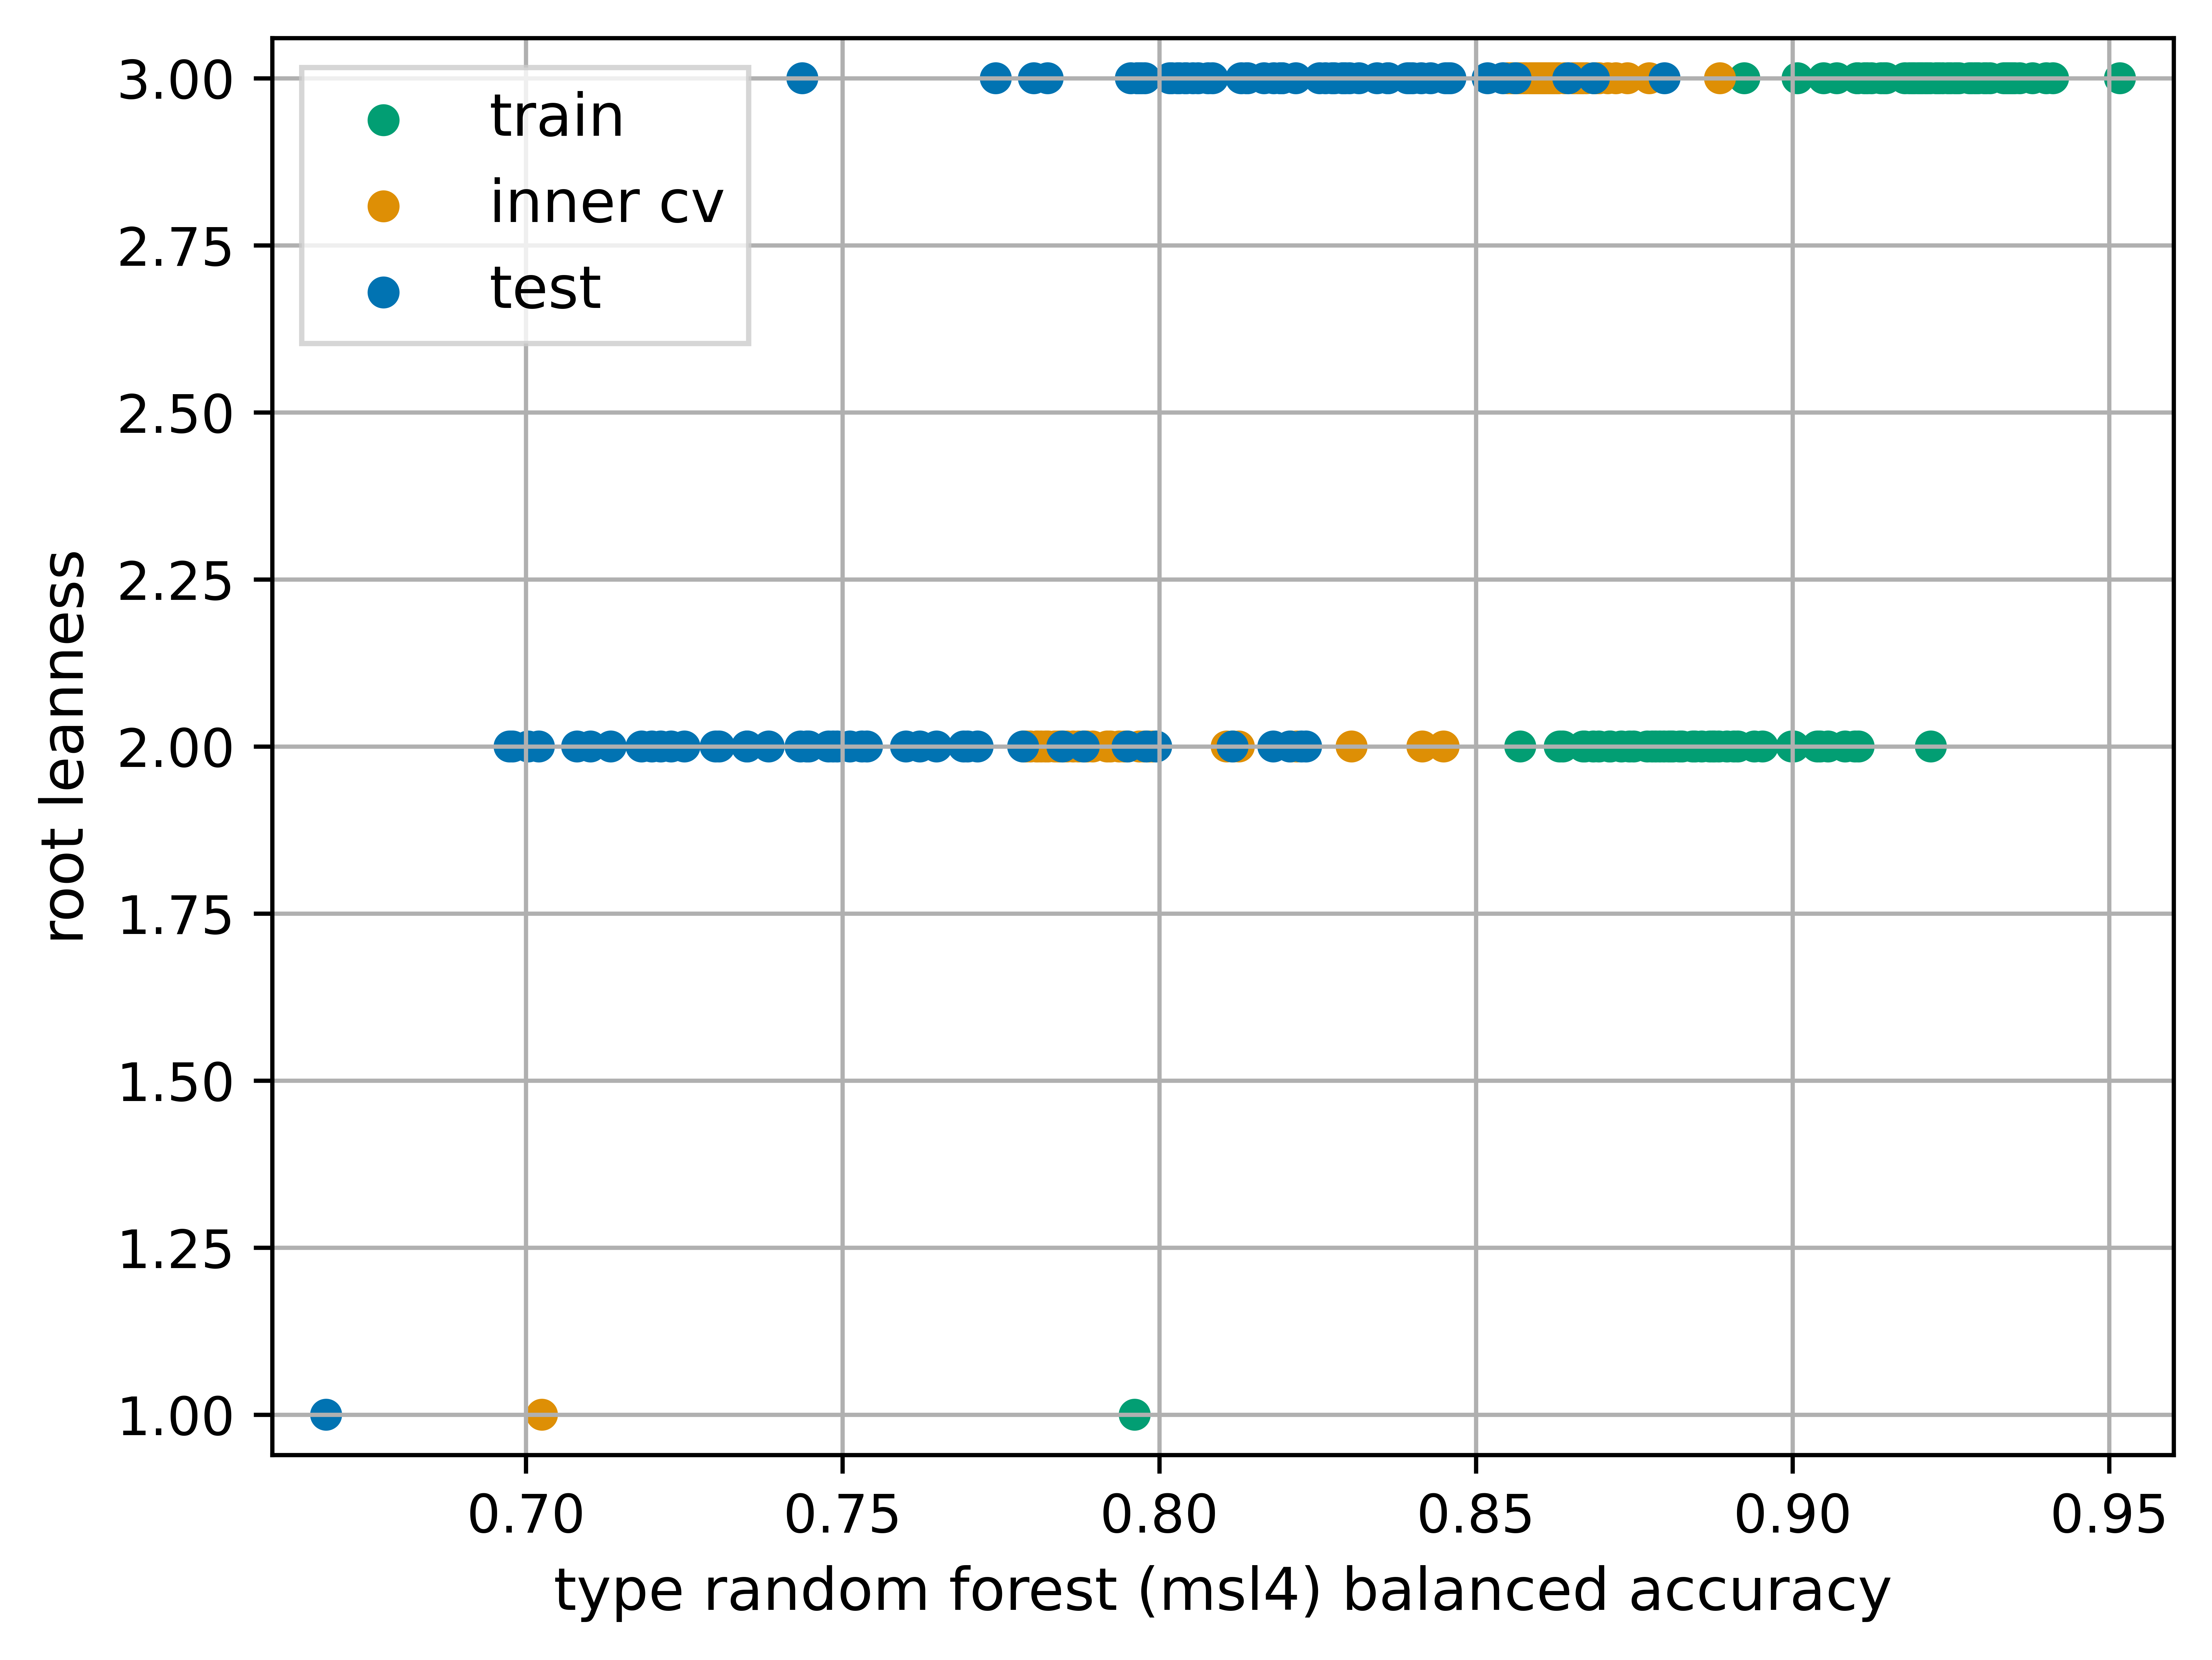 train
inner cv
test
3.00
2.75
2.50
2.25
2.00
1.75
1.50
1.25
1.00
root leanness
0.70 0.75 0.80 0.85 0.90 0.95
type random forest (msl4) balanced accuracy